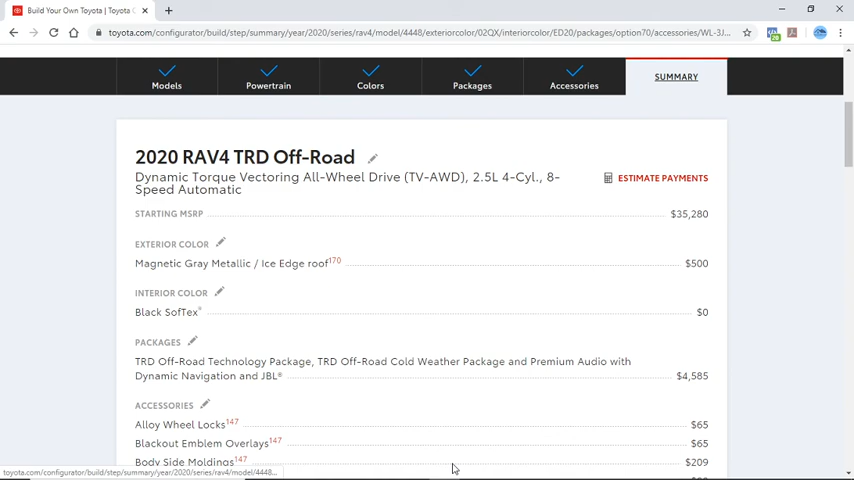 Build Your Own Toyota | Toyota C
toyota.com/configurator/build/step/summary/year/2020/series/rav4/model/4448/exteriorcolor/02QX/interiorcolor/ED20/packages/option70/accessories/WL-3J...
20
Models
Powertrain
Colors
Packages
Accessories
SUMMARY
2020 RAV4 TRD Off-Road
Dynamic Torque Vectoring All-Wheel Drive (TV-AWD), 2.5L 4-Cyl., 8-
Speed Automatic
ESTIMATE PAYMENTS
STARTING MSRP $35,280
EXTERIOR COLOR
Magnetic Gray Metallic / Ice Edge roof170 $500
INTERIOR COLOR
Black SofTex® $0
PACKAGES
TRD Off-Road Technology Package, TRD Off-Road Cold Weather Package and Premium Audio with
Dynamic Navigation and JBL® $4,585
ACCESSORIES
Alloy Wheel Locks147 $65
Blackout Emblem Overlays147 $65
Body Side Moldings147 $209
toyota.com/configurator/build/step/summary/year/2020/series/rav4/model/4448...